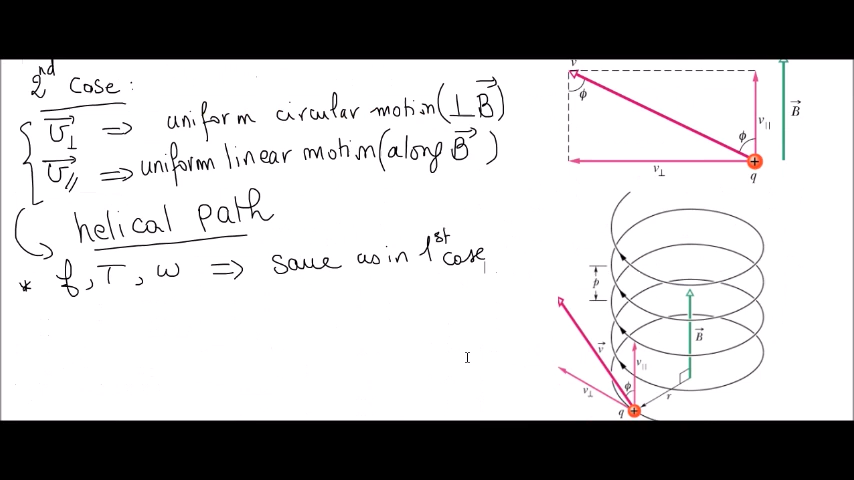 2nd Case:
v⃗⊥ ⇒ uniform circular motion (⊥B⃗)
v⃗// ⇒ uniform linear motion (along B⃗)
helical path
* f, T, ω ⇒ same as in 1st case
v
ϕ
ϕ
v||
B⃗
v⊥
+
q
p
B⃗
v⃗
v||
v⊥
ϕ
r
q
+